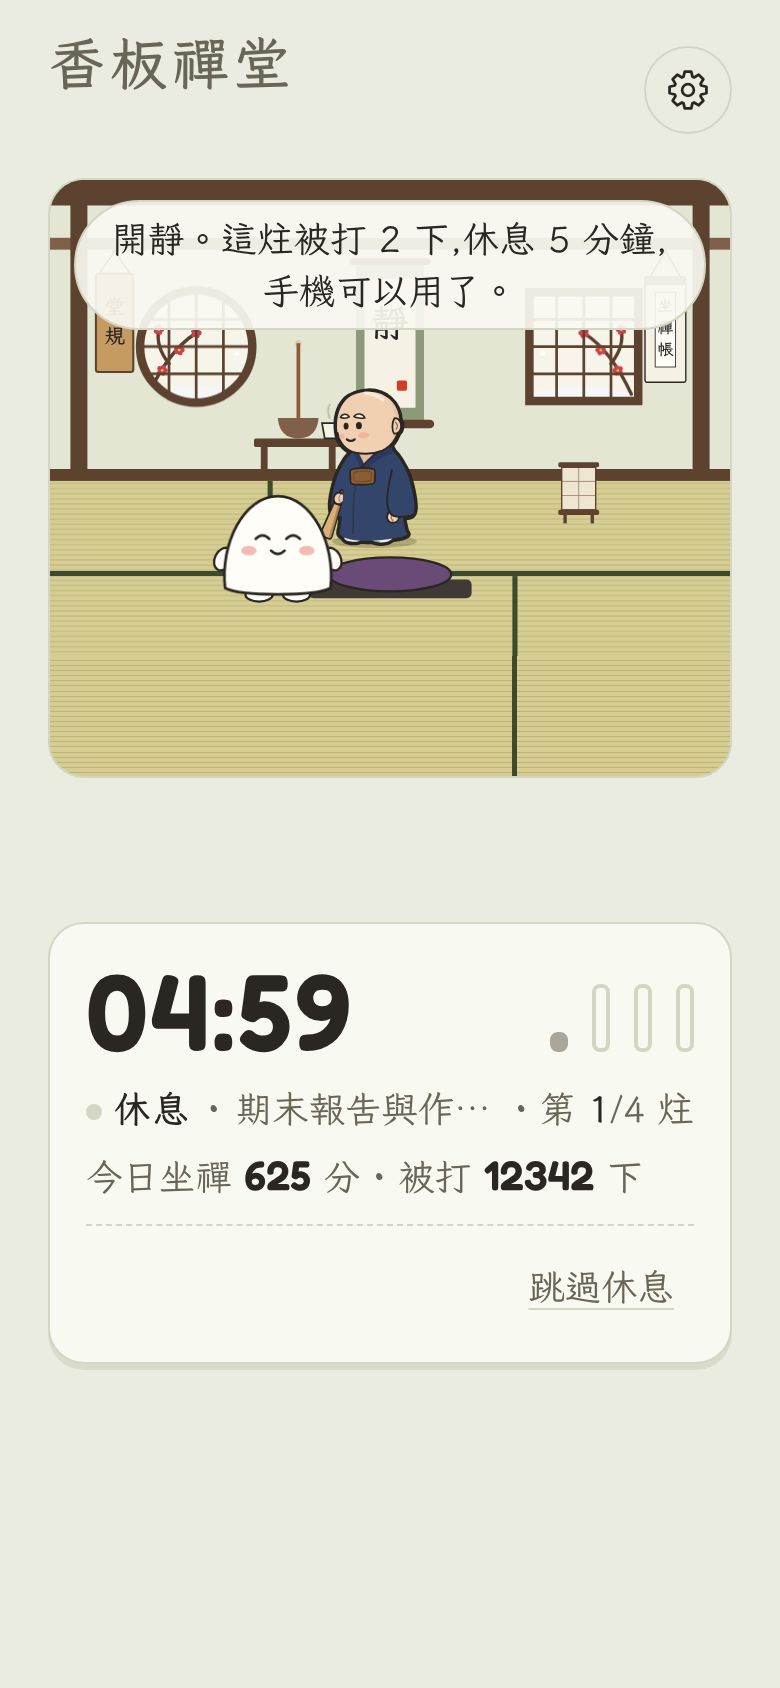 香板禪堂
開靜。這炷被打 2 下,休息 5 分鐘,
手機可以用了。
堂規
靜
坐禪帳
04:59
休息 · 期末報告與作… · 第 1/4 炷
今日坐禪 625 分 · 被打 12342 下
跳過休息